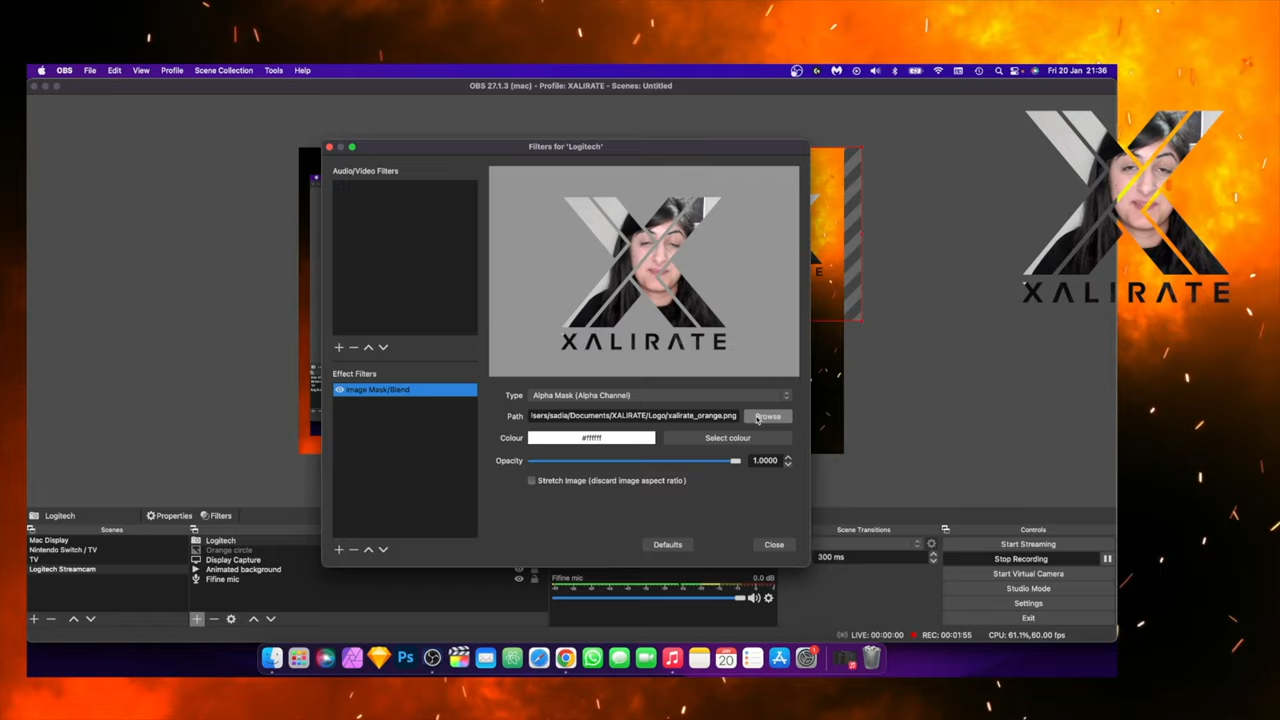 OBS File Edit View Profile Scene Collection Tools Help
Fri 20 Jan 21:36
OBS 27.1.3 (mac) - Profile: XALIRATE - Scenes: Untitled
Filters for 'Logitech'
Audio/Video Filters
XALIRATE
XALIRATE
Effect Filters
Image Mask/Blend
Type Alpha Mask (Alpha Channel)
Path sers/sadia/Documents/XALIRATE/Logo/xalirate_orange.png Browse
Colour #ffffff Select colour
Opacity 1.0000
Stretch Image (discard image aspect ratio)
Defaults Close
Logitech Properties Filters
Scenes
Mac Display
Nintendo Switch / TV
TV
Logitech Streamcam
Logitech
Orange circle
Display Capture
Animated background
Fifine mic
Fifine mic 0.0 dB
Scene Transitions
300 ms
Controls
Start Streaming
Stop Recording
Start Virtual Camera
Studio Mode
Settings
Exit
LIVE: 00:00:00 REC: 00:01:55 CPU: 61.1%,60.00 fps
Ps
20